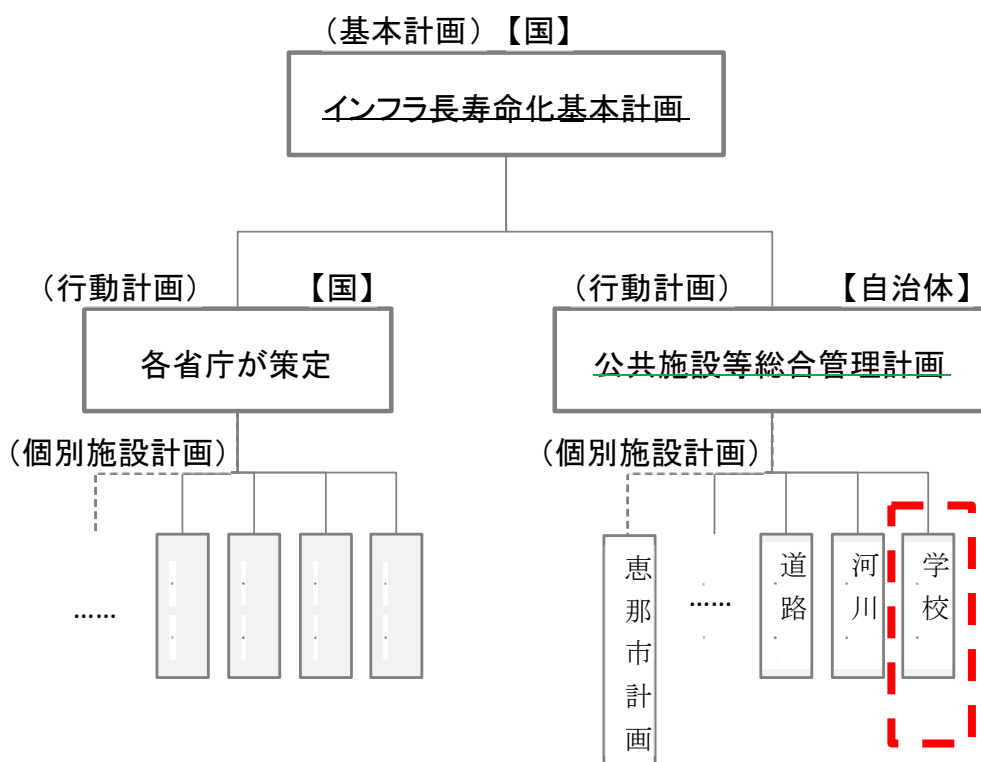 （基本計画）【国】
インフラ長寿命化基本計画
（行動計画） 【国】
（行動計画） 【自治体】
各省庁が策定
公共施設等総合管理計画
（個別施設計画）
（個別施設計画）
……
恵那市計画
……
道路
河川
学校